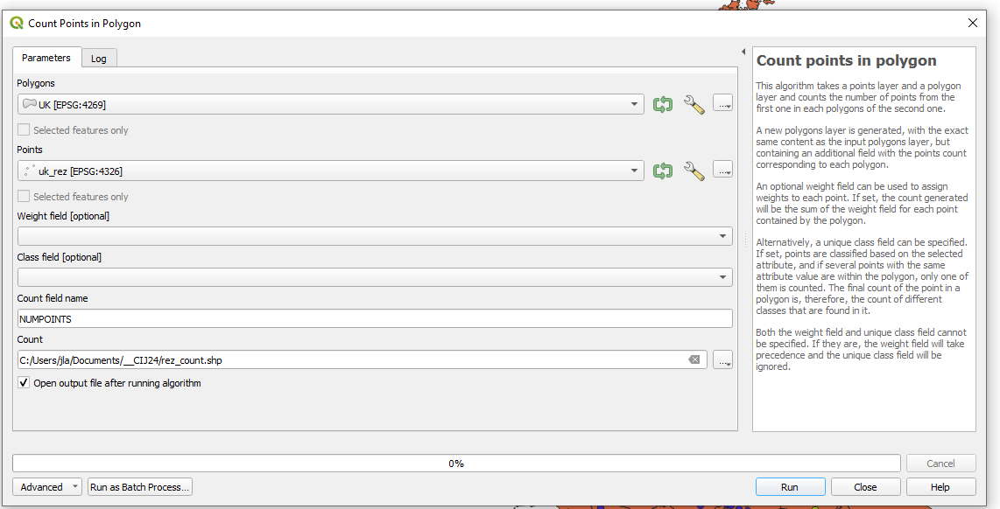 Count Points in Polygon
Parameters
Log
Polygons
UK [EPSG:4269]
...
Selected features only
Points
uk_rez [EPSG:4326]
...
Selected features only
Weight field [optional]
Class field [optional]
Count field name
NUMPOINTS
Count
C:/Users/jla/Documents/__CIJ24/rez_count.shp
...
Open output file after running algorithm
Count points in polygon
This algorithm takes a points layer and a polygon
layer and counts the number of points from the
first one in each polygons of the second one.
A new polygons layer is generated, with the exact
same content as the input polygons layer, but
containing an additional field with the points count
corresponding to each polygon.
An optional weight field can be used to assign
weights to each point. If set, the count generated
will be the sum of the weight field for each point
contained by the polygon.
Alternatively, a unique class field can be specified.
If set, points are classified based on the selected
attribute, and if several points with the same
attribute value are within the polygon, only one of
them is counted. The final count of the point in a
polygon is, therefore, the count of different
classes that are found in it.
Both the weight field and unique class field cannot
be specified. If they are, the weight field will take
precedence and the unique class field will be
ignored.
0%
Cancel
Advanced
Run as Batch Process...
Run
Close
Help